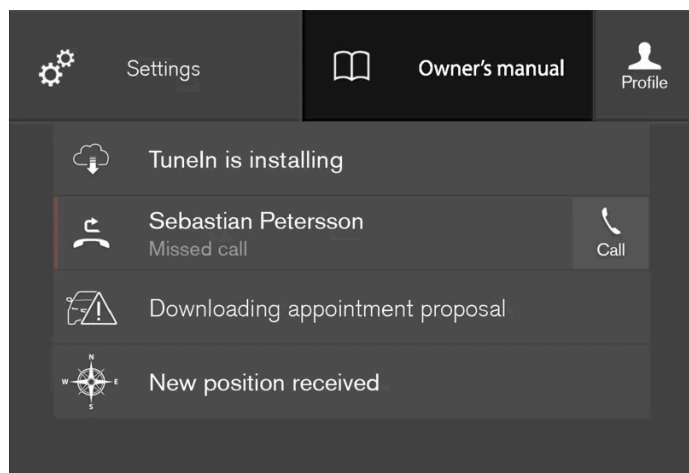 Settings
Owner's manual
Profile
TuneIn is installing
Sebastian Petersson
Missed call
Call
Downloading appointment proposal
N
W E
S
New position received